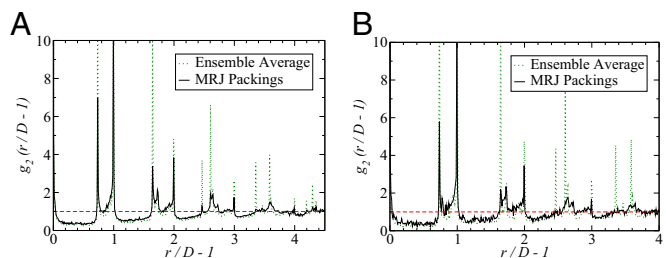 A
B
10
8
6
4
2
0
g₂(r / D - 1)
Ensemble Average
MRJ Packings
0 1 2 3 4
r / D - 1
10
8
6
4
2
0
g₂(r / D - 1)
Ensemble Average
MRJ Packings
0 1 2 3 4
r / D - 1